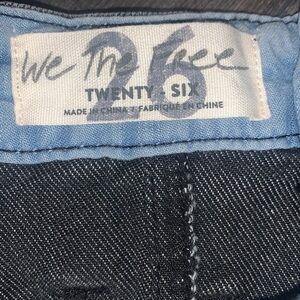 We The Free
26
TWENTY - SIX
MADE IN CHINA / FABRIQUÉ EN CHINE